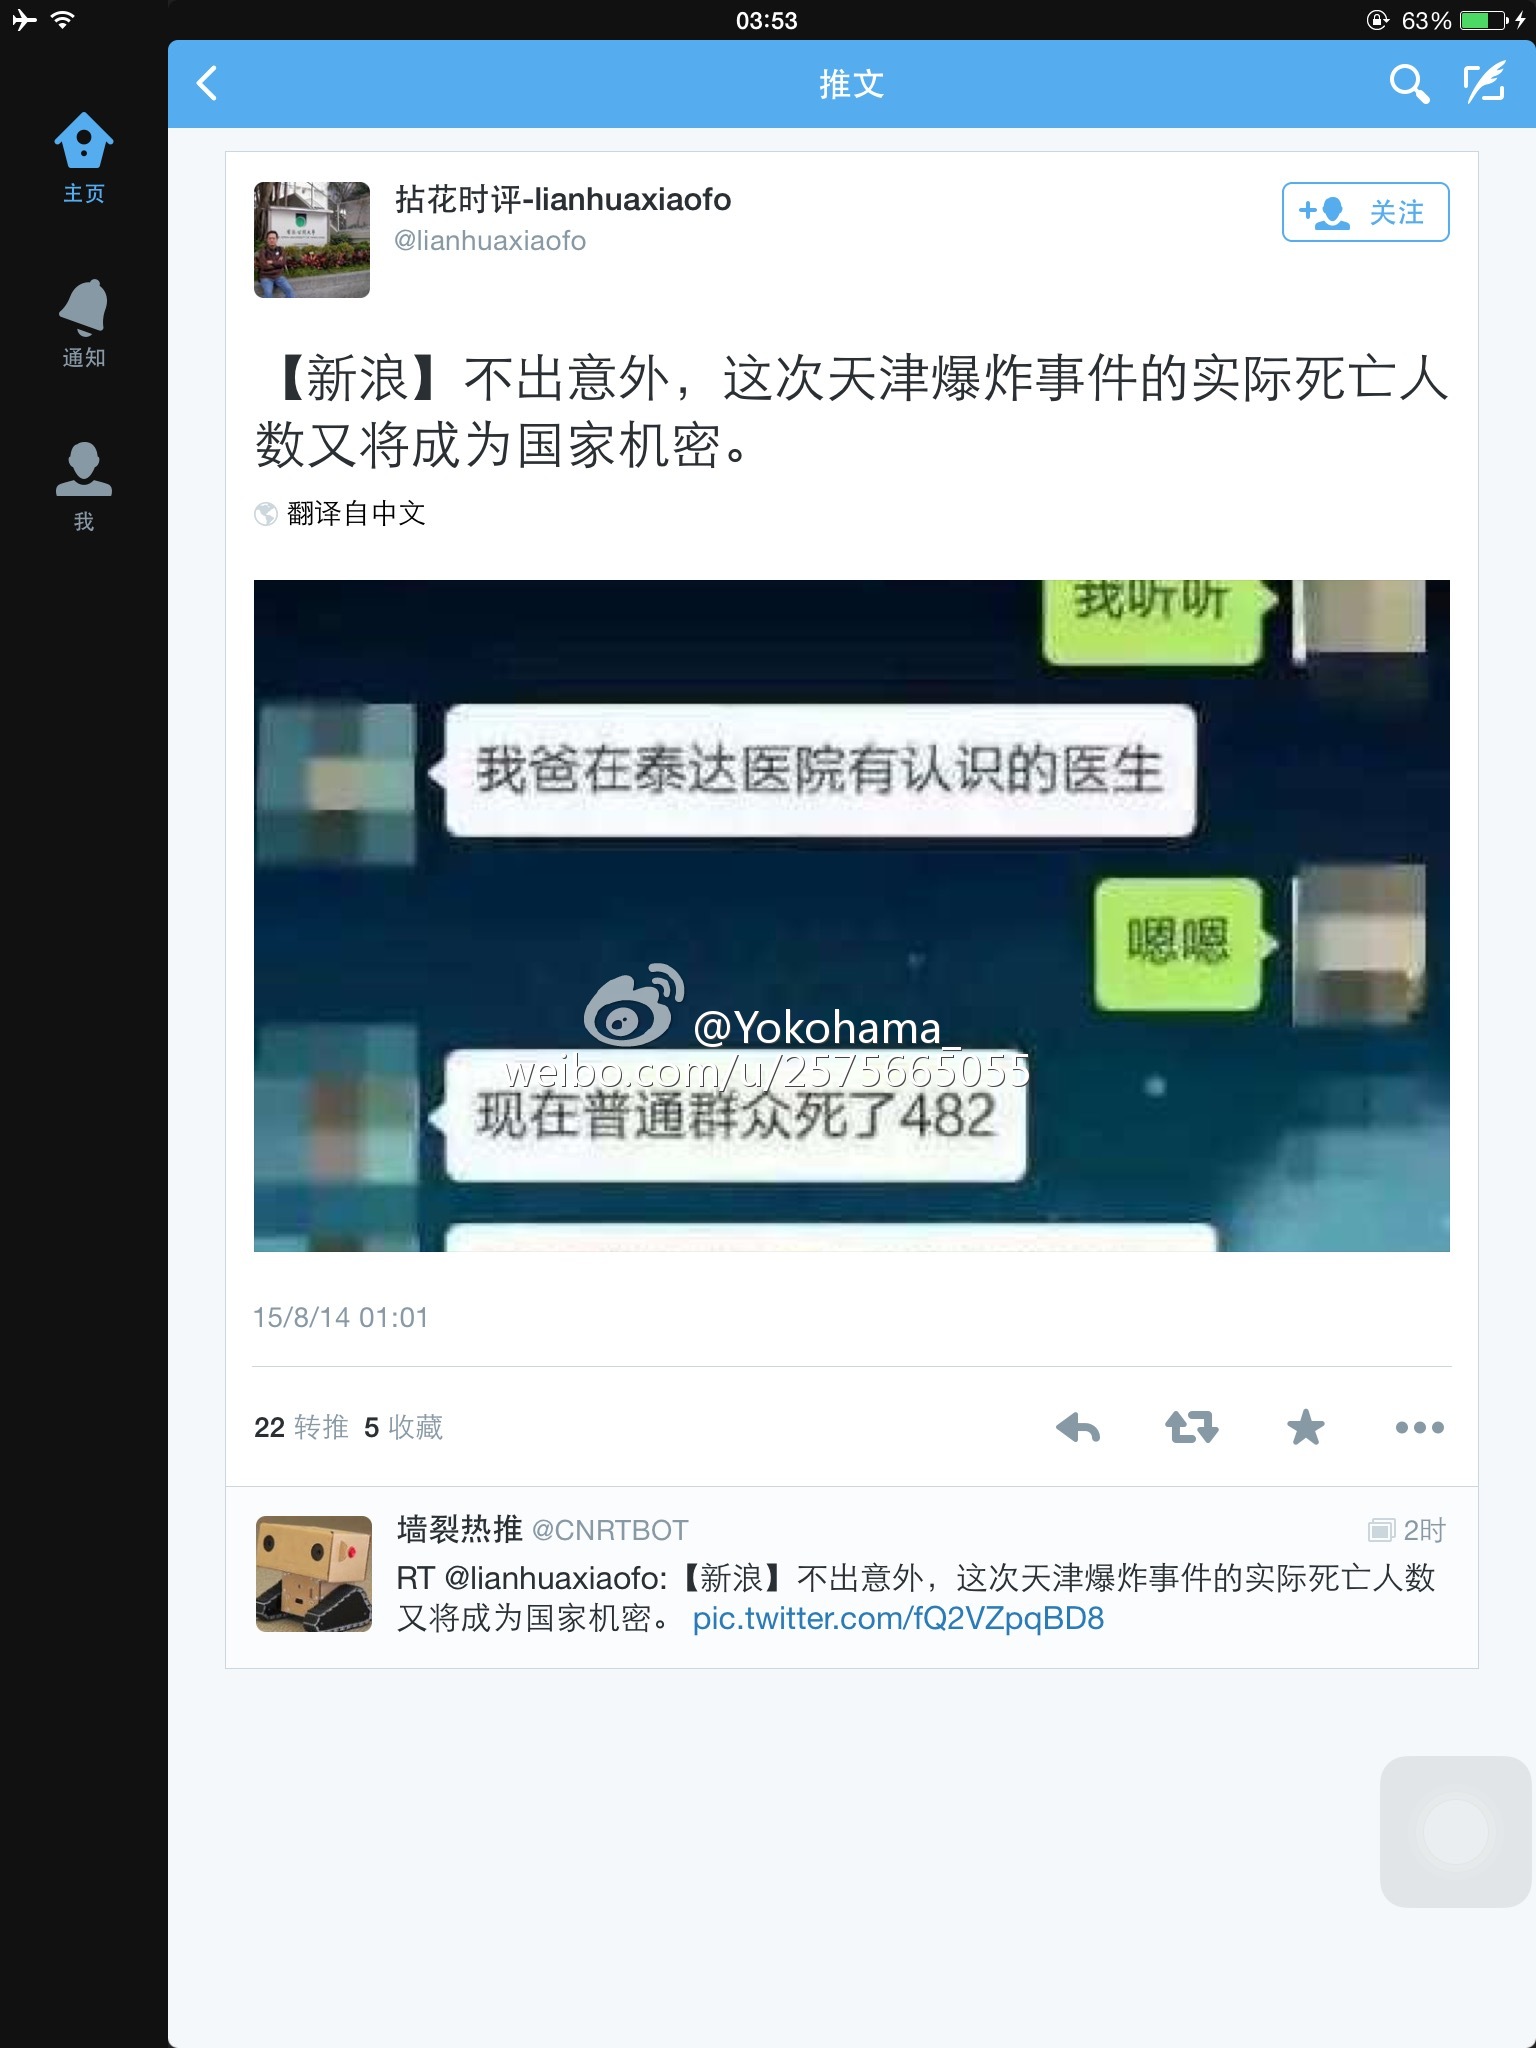 03:53
63%
推文
主页
通知
我
拈花时评-lianhuaxiaofo
@lianhuaxiaofo
关注
【新浪】不出意外，这次天津爆炸事件的实际死亡人
数又将成为国家机密。
翻译自中文
我听听
我爸在泰达医院有认识的医生
嗯嗯
@Yokohama_
weibo.com/u/2575665055
现在普通群众死了482
15/8/14 01:01
22 转推 5 收藏
墙裂热推 @CNRTBOT
2时
RT @lianhuaxiaofo:【新浪】不出意外，这次天津爆炸事件的实际死亡人数
又将成为国家机密。 pic.twitter.com/fQ2VZpqBD8